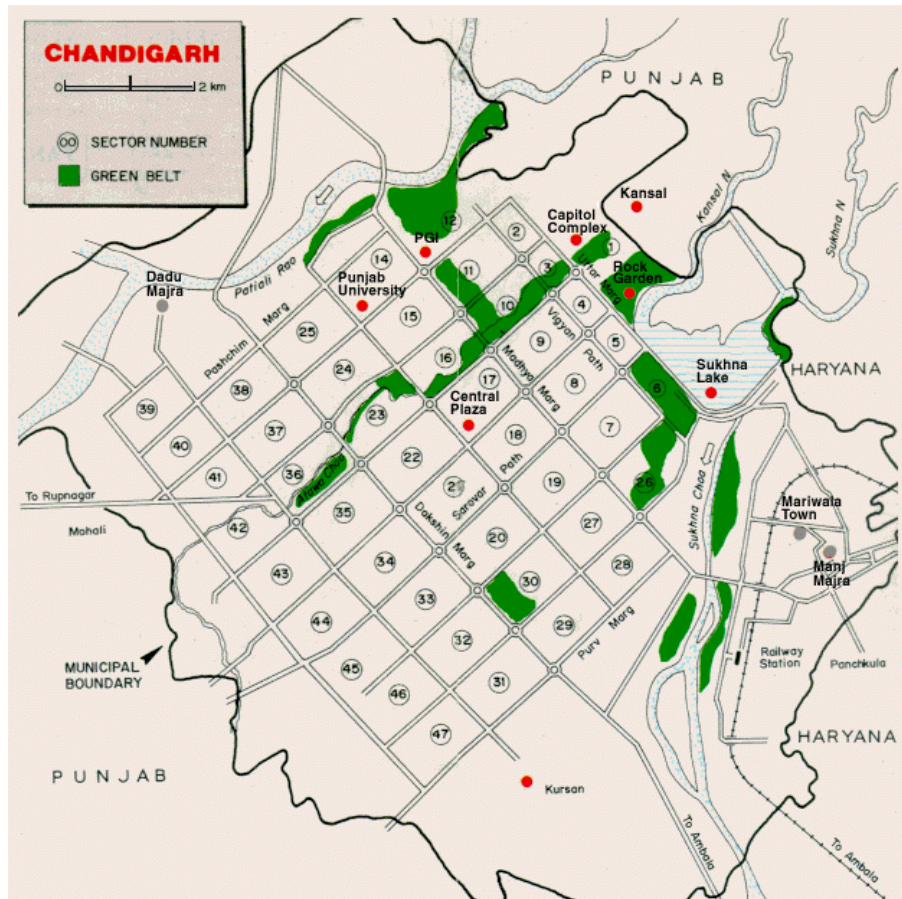 CHANDIGARH
0 2 km
00 SECTOR NUMBER
GREEN BELT
PUNJAB
Kansal
Kansal N
Sukhna N
Capitol
Complex
12
2
1
PGI
Uttar Marg
Rock
Garden
14
11
3
Dadu
Majra
Patiali Rao
Punjab
University
4
10
15
Vigyan Path
25
Pashchim Marg
9
5
Madhya Marg
16
24
HARYANA
Sukhna
Lake
17
8
6
38
39
Central
Plaza
23
7
37
18
40
22
36
41
Atawa Choa
21
Sarovar Path
19
26
To Rupnagar
Mohali
35
42
Dakshin Marg
27
Sukhna Choa
Mariwala
Town
20
34
28
Manj
Majra
43
30
33
44
29
Purv Marg
32
MUNICIPAL
BOUNDARY
45
Railway
Station
Panchkula
31
46
47
HARYANA
PUNJAB
Kursan
To Ambala
To Ambala